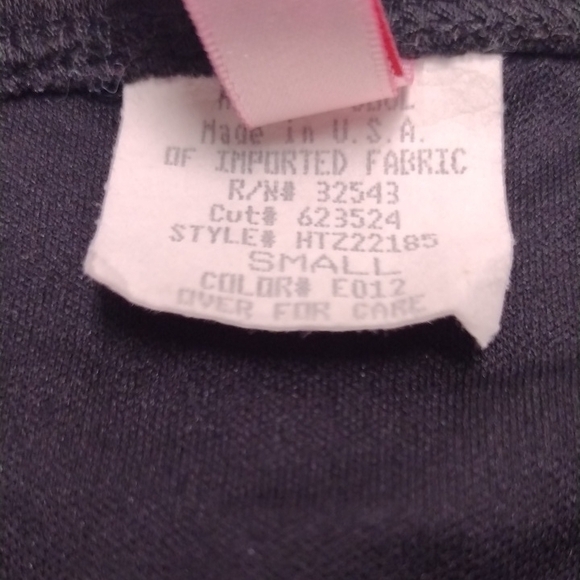 Made in U.S.A.
OF IMPORTED FABRIC
R/N# 32543
Cut# 623524
STYLE# HTZ22185
SMALL
COLOR# E012
OVER FOR CARE